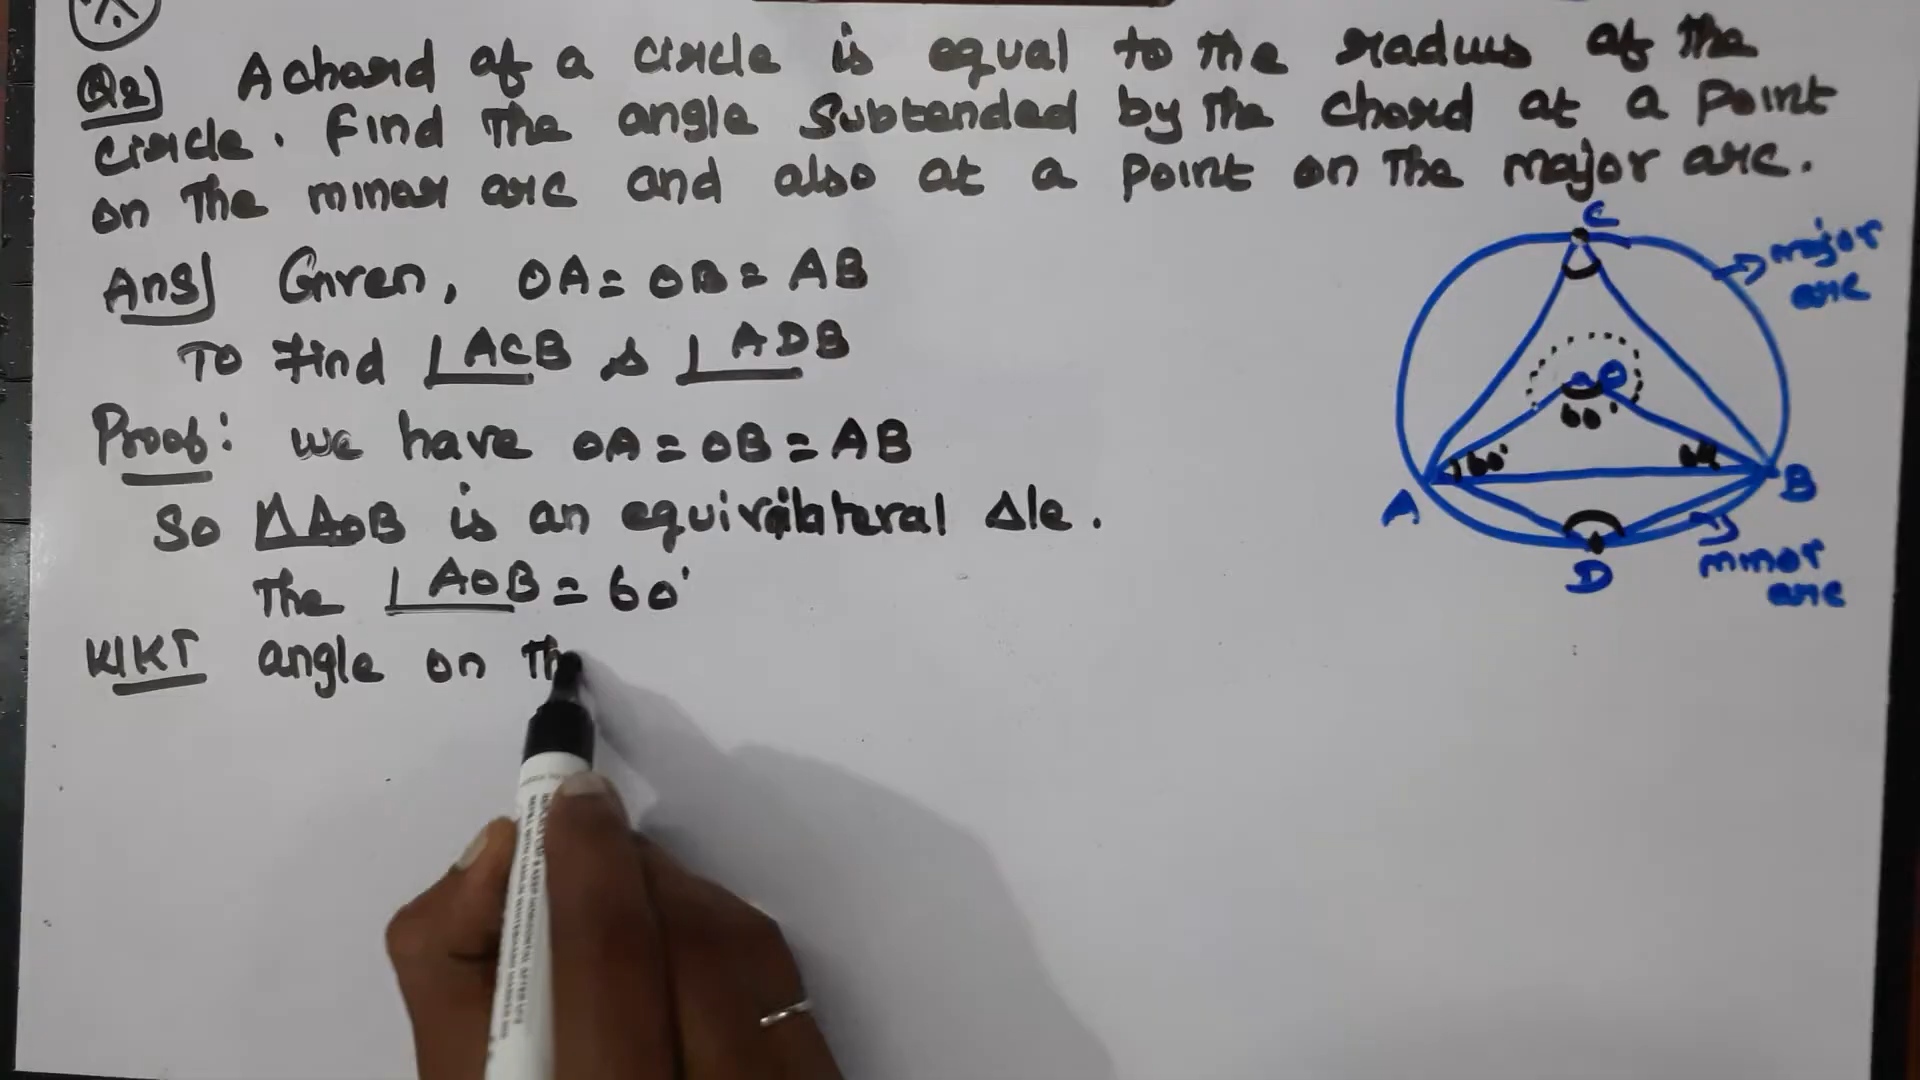 Q2) A chord of a circle is equal to the radius of the
circle. Find the angle subtended by the chord at a point
on the minor arc and also at a point on the major arc.
Ans) Given, OA = OB = AB
To find ∠ACB & ∠ADB
Proof: we have OA = OB = AB
So △AOB is an equivilateral △le.
The ∠AOB = 60°
WKT angle on th
C
major
arc
O
60°
60°
60
A
B
D
minor
arc